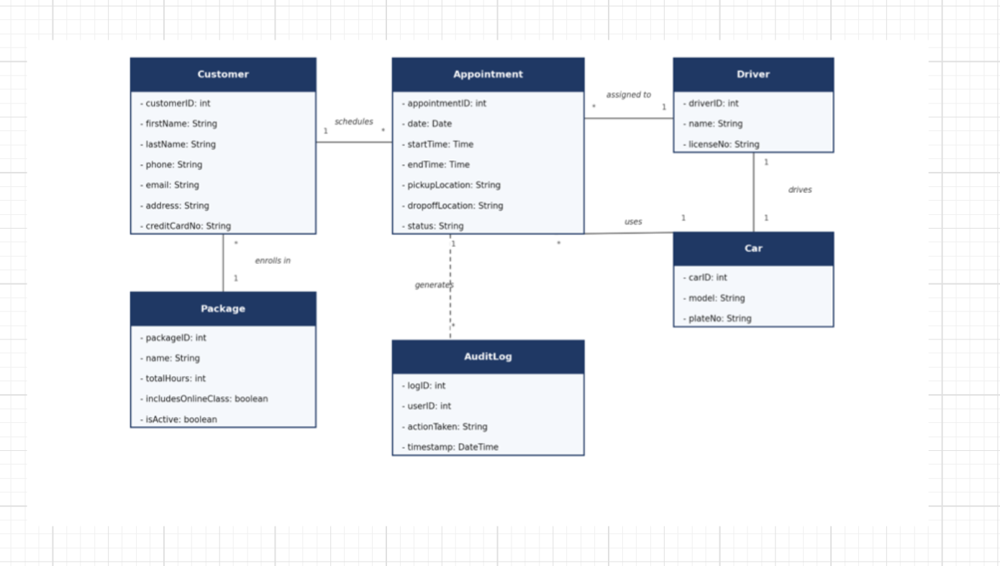 Customer
- customerID: int
- firstName: String
- lastName: String
- phone: String
- email: String
- address: String
- creditCardNo: String
schedules
1
*
Appointment
- appointmentID: int
- date: Date
- startTime: Time
- endTime: Time
- pickupLocation: String
- dropoffLocation: String
- status: String
assigned to
*
1
Driver
- driverID: int
- name: String
- licenseNo: String
1
drives
1
uses
1
*
Car
- carID: int
- model: String
- plateNo: String
*
enrolls in
1
Package
- packageID: int
- name: String
- totalHours: int
- includesOnlineClass: boolean
- isActive: boolean
1
generates
*
AuditLog
- logID: int
- userID: int
- actionTaken: String
- timestamp: DateTime